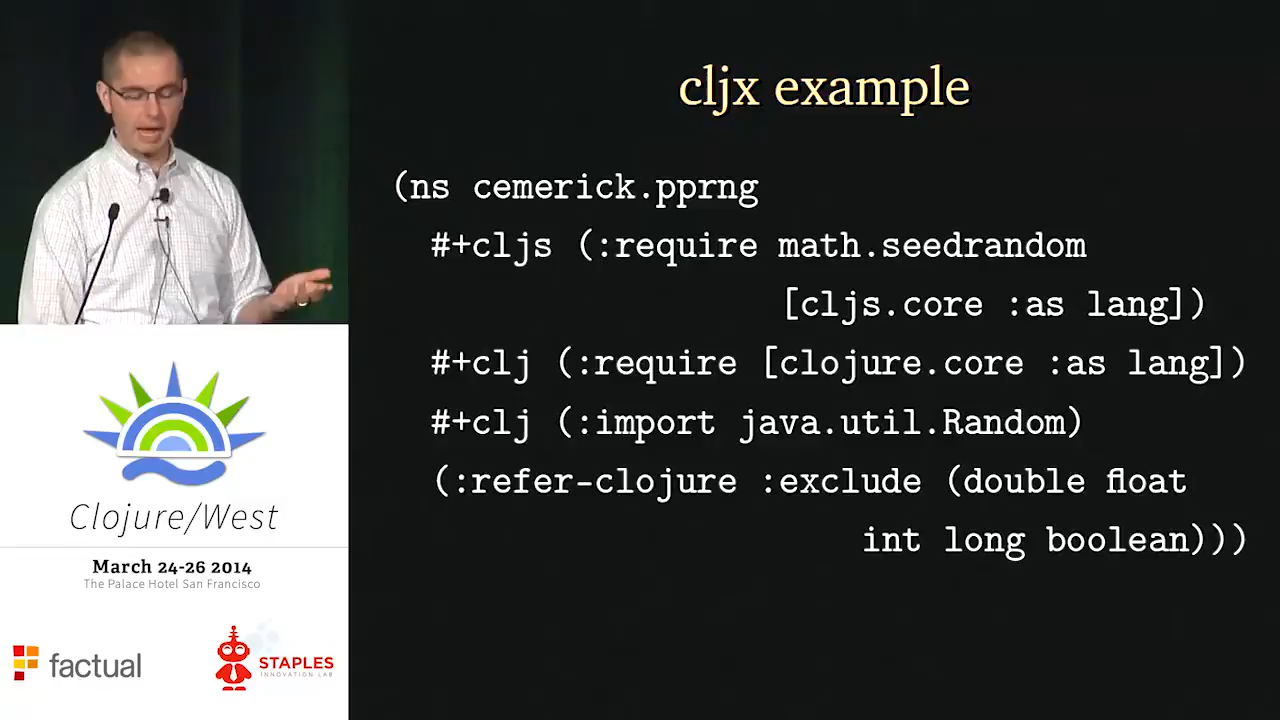 cljx example
(ns cemerick.pprng
#+cljs (:require math.seedrandom
[cljs.core :as lang])
#+clj (:require [clojure.core :as lang])
#+clj (:import java.util.Random)
(:refer-clojure :exclude (double float
int long boolean)))
Clojure/West
March 24-26 2014
The Palace Hotel San Francisco
factual
STAPLES
INNOVATION LAB